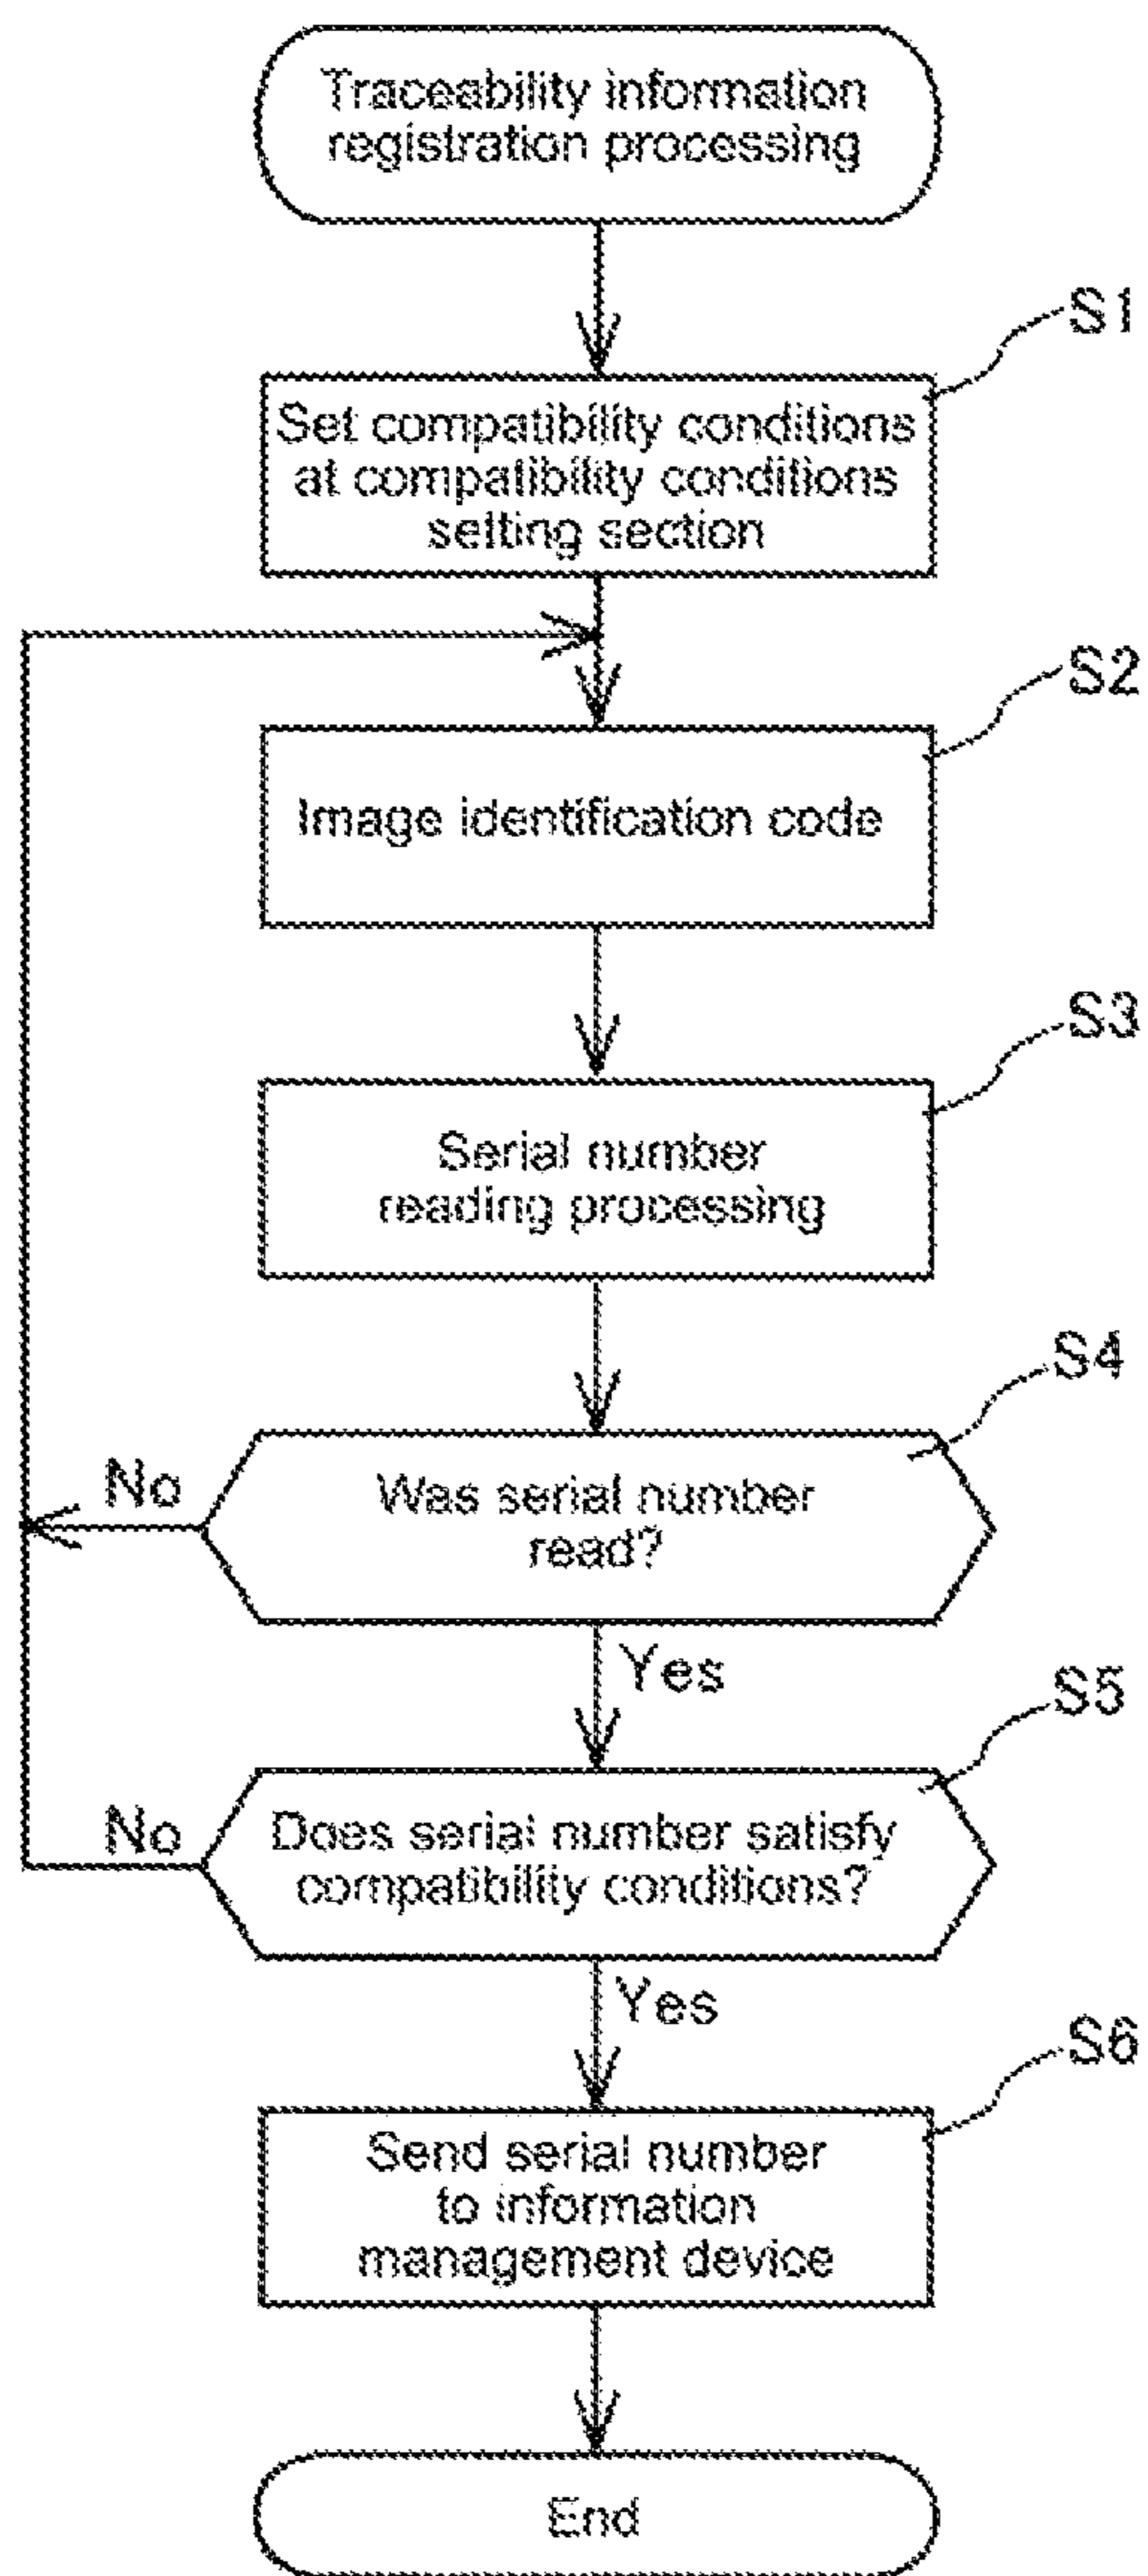 Traceability information
registration processing
S1
Set compatibility conditions
at compatibility conditions
setting section
S2
Image identification code
S3
Serial number
reading processing
S4
No
Was serial number
read?
Yes
S5
No
Does serial number satisfy
compatibility conditions?
Yes
S6
Send serial number
to information
management device
End